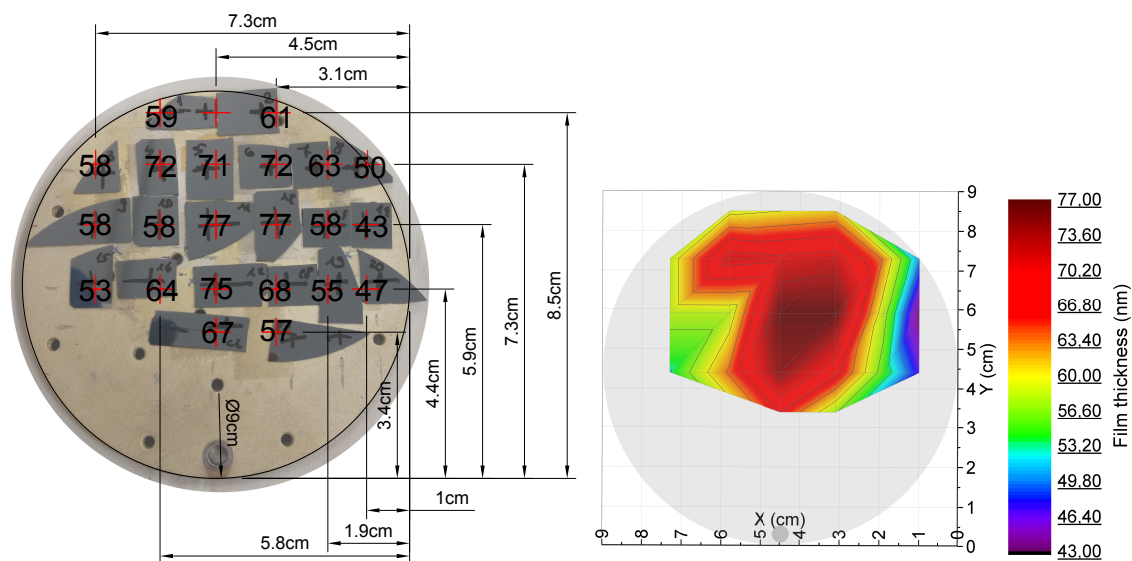 7.3cm
4.5cm
3.1cm
59 61
58 72 71 72 63 50
58 58 77 77 58 43
53 64 75 68 55 47
67 57
Ø9cm
3.4cm
4.4cm
5.9cm
7.3cm
8.5cm
1cm
1.9cm
5.8cm
9
8
7
6
5
4
3
2
1
0
Y (cm)
X (cm)
9 8 7 6 5 4 3 2 1 0
77,00
73,60
70,20
66,80
63,40
60,00
56,60
53,20
49,80
46,40
43,00
Film thickness (nm)